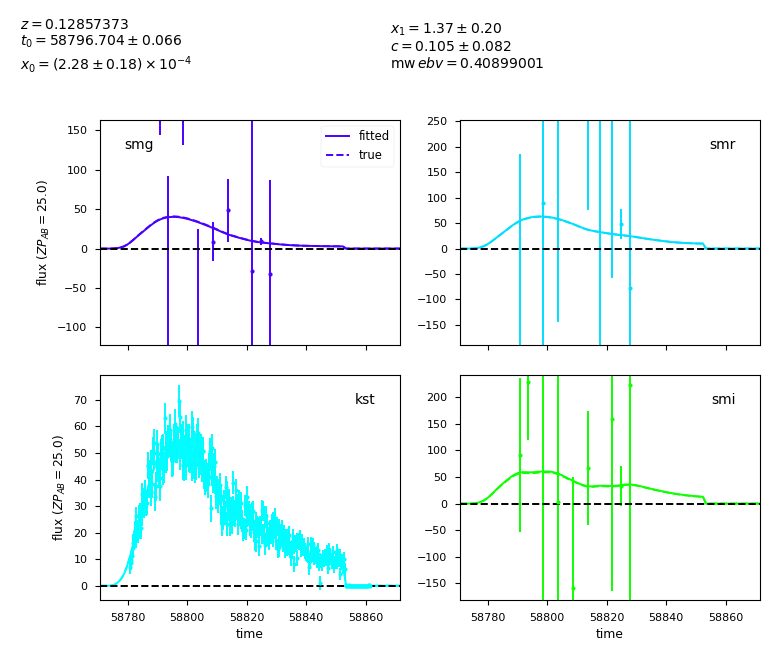 z = 0.12857373
t₀ = 58796.704 ± 0.066
x₀ = (2.28 ± 0.18) × 10⁻⁴
x₁ = 1.37 ± 0.20
c = 0.105 ± 0.082
mw ebv = 0.40899001
smg
fitted
true
150
100
50
0
−50
−100
flux (ZP_AB = 25.0)
smr
250
200
150
100
50
0
−50
−100
−150
kst
70
60
50
40
30
20
10
0
flux (ZP_AB = 25.0)
58780 58800 58820 58840 58860
time
smi
200
150
100
50
0
−50
−100
−150
58780 58800 58820 58840 58860
time